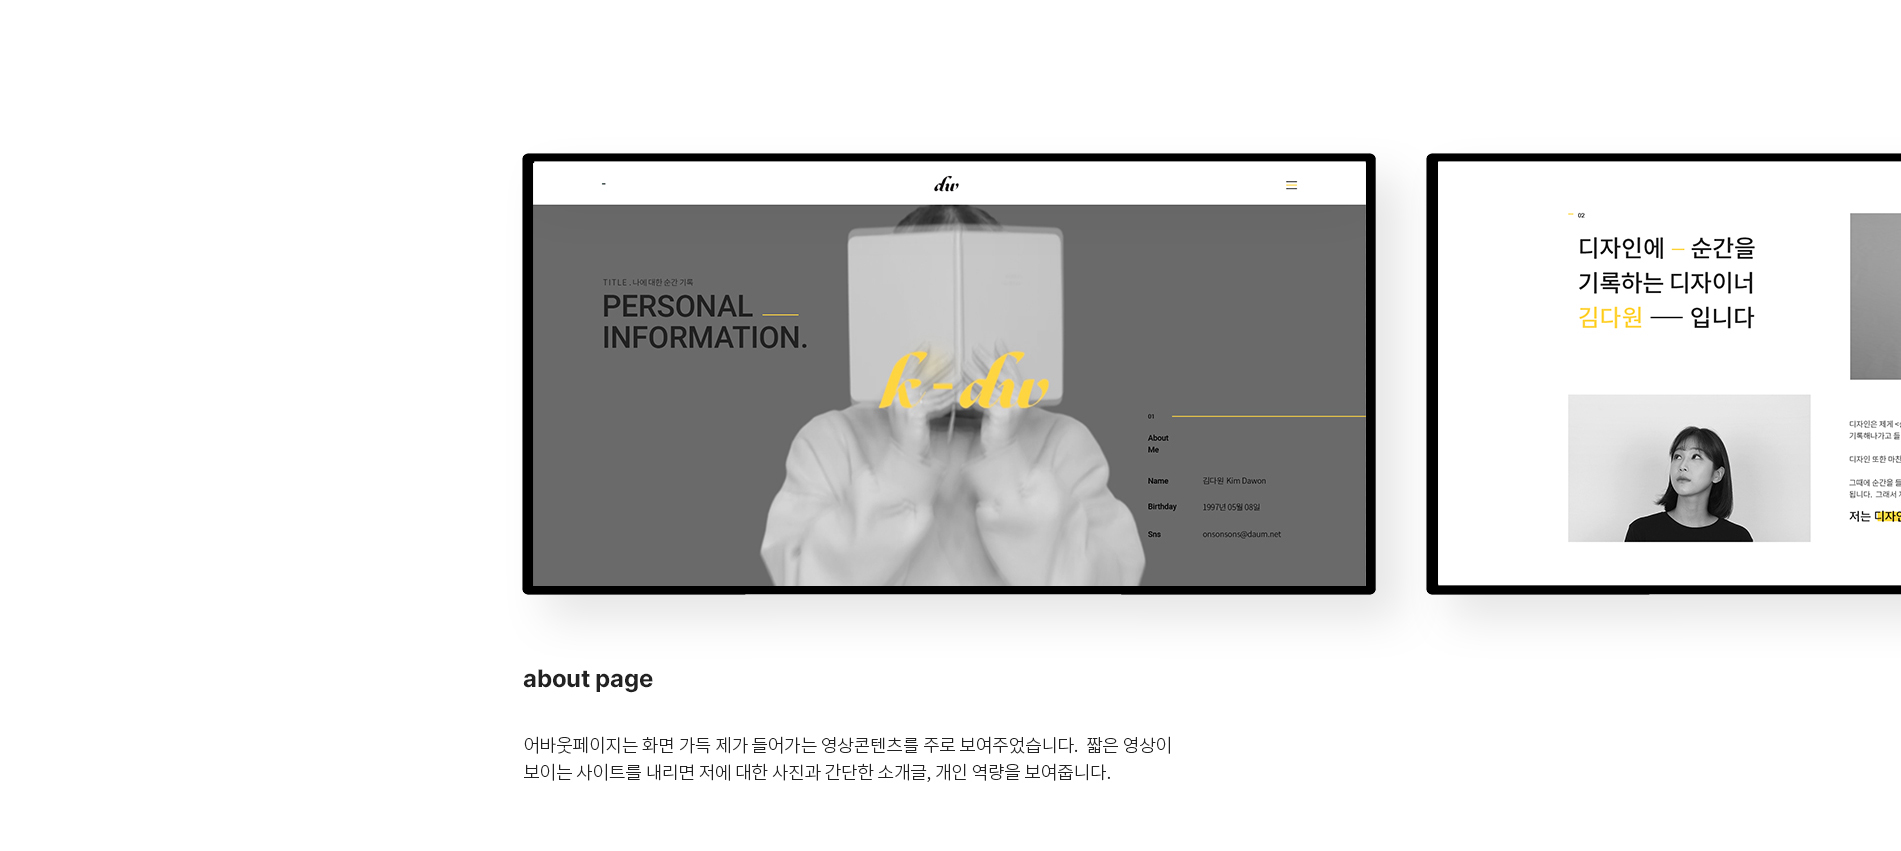 dw
TITLE . 나에 대한 순간 기록
PERSONAL
INFORMATION.
k-dw
01
About
Me
Name 김다원 Kim Dawon
Birthday 1997년 05월 08일
Sns onsonsons@daum.net
02
디자인에 – 순간을
기록하는 디자이너
김다원 — 입니다
디자인은 제게
기록해나가고 들
디자인 또한 마친
그때에 순간을 들
됩니다. 그래서
저는 디자인
about page
어바웃페이지는 화면 가득 제가 들어가는 영상콘텐츠를 주로 보여주었습니다. 짧은 영상이
보이는 사이트를 내리면 저에 대한 사진과 간단한 소개글, 개인 역량을 보여줍니다.